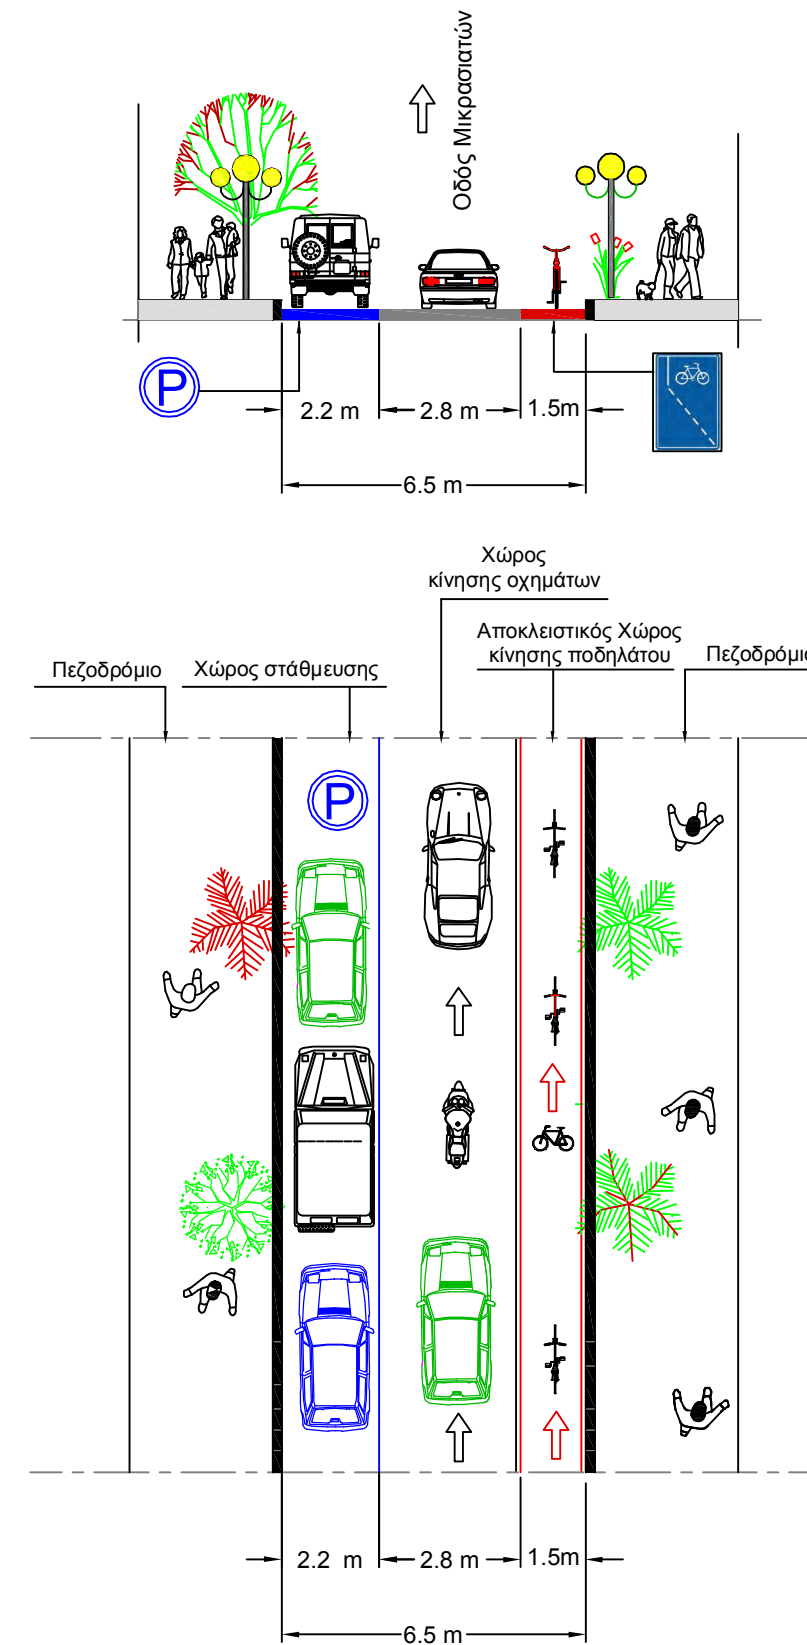 Οδός Μικρασιατών
P
2.2 m
2.8 m
1.5m
6.5 m
Χώρος
κίνησης οχημάτων
Αποκλειστικός Χώρος
κίνησης ποδηλάτου
Πεζοδρόμιο
Χώρος στάθμευσης
Πεζοδρόμιο
P
2.2 m
2.8 m
1.5m
6.5 m